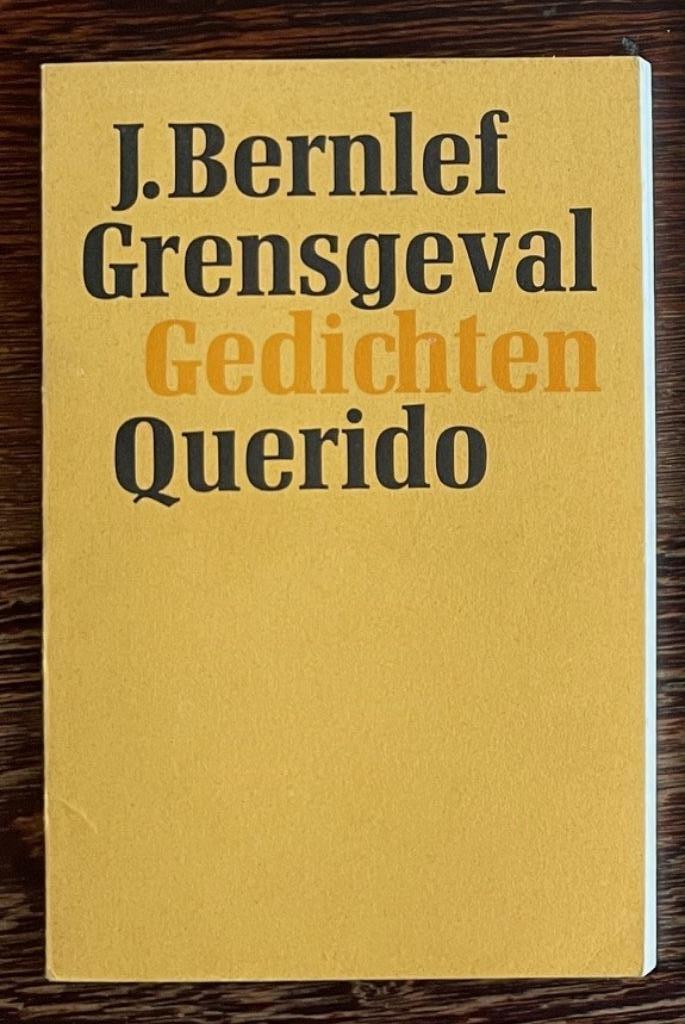 J. Bernlef
Grensgeval
Gedichten
Querido